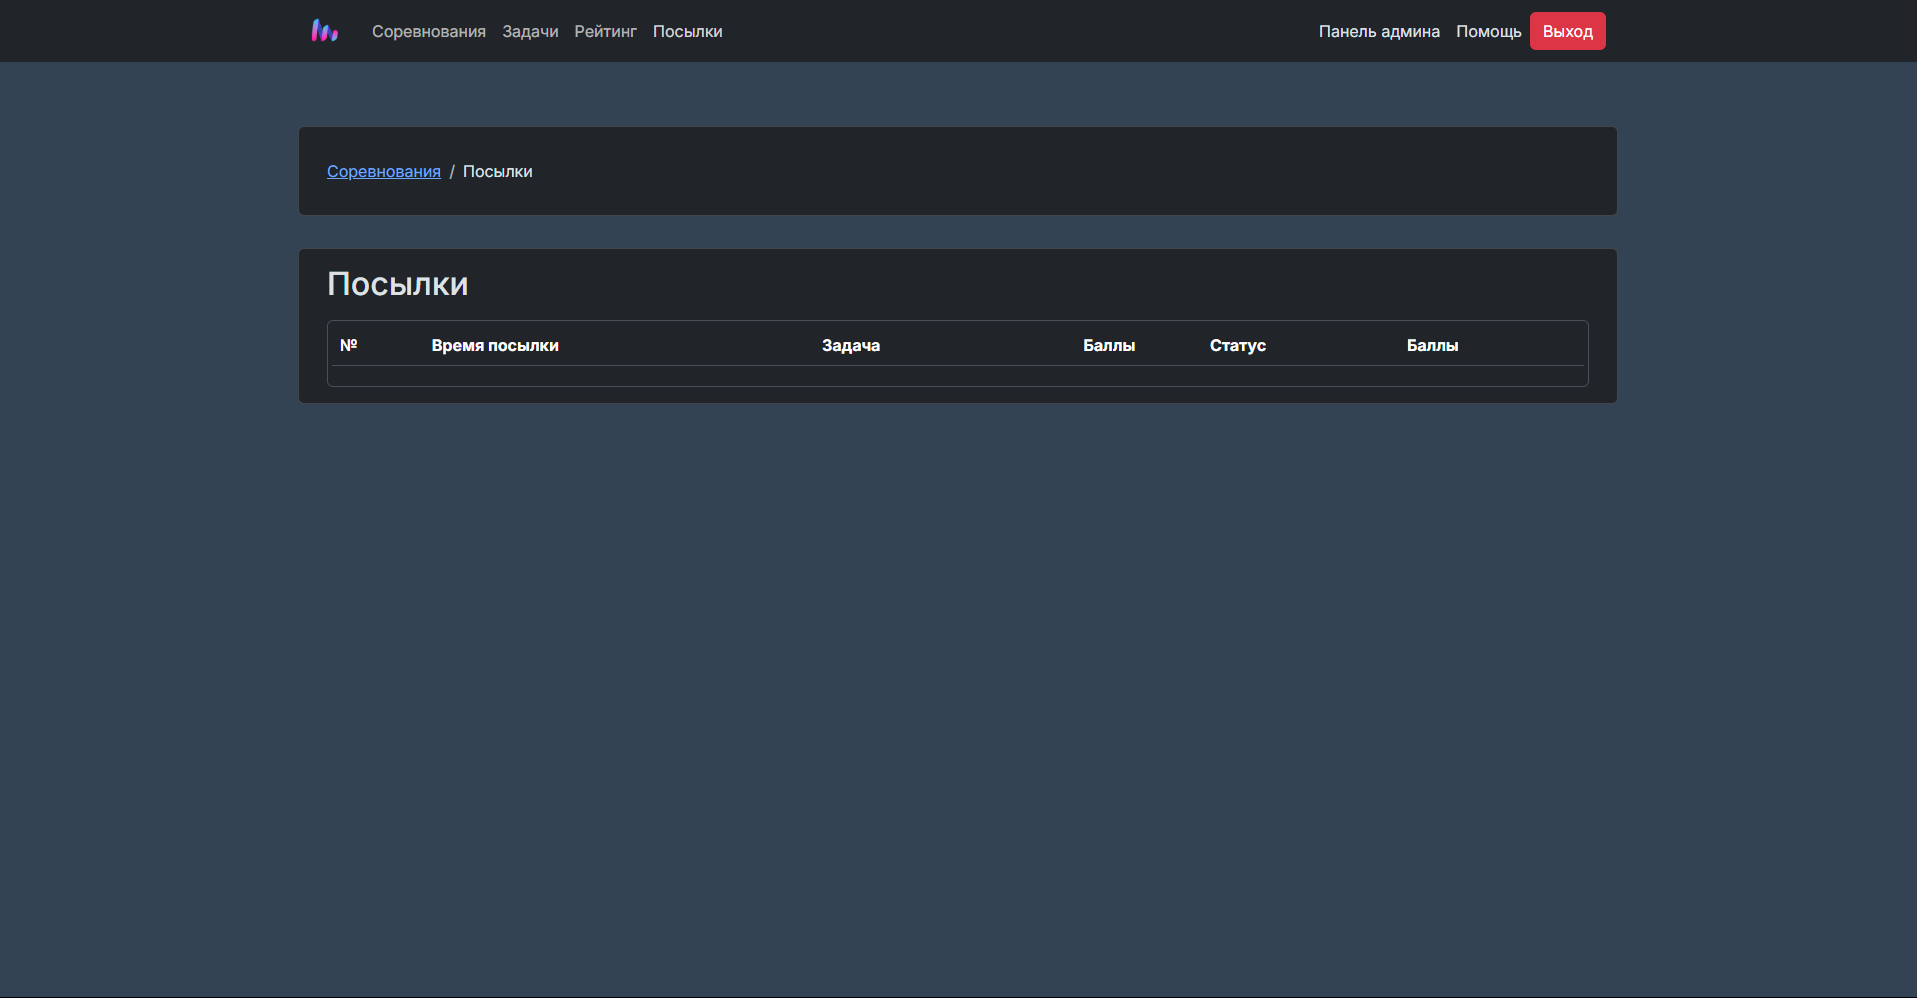 Соревнования Задачи Рейтинг Посылки Панель админа Помощь Выход
Соревнования / Посылки
Посылки
№ Время посылки Задача Баллы Статус Баллы